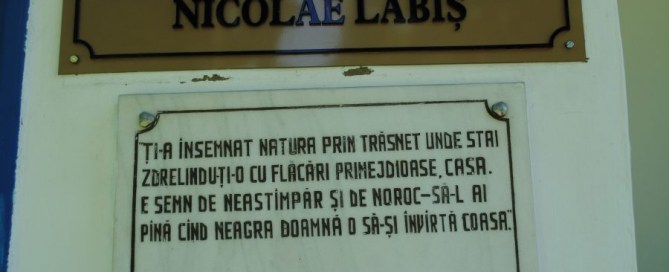 NICOLAE LABIȘ
ȚI-A ÎNSEMNAT NATURA PRIN TRĂSNET UNDE STAI
ZDRELINDU-ȚI-O CU FLĂCĂRI PRIMEJDIOASE, CASA.
E SEMN DE NEASTÎMPĂR ȘI DE NOROC-SĂ-L AI
PÎNĂ CÎND NEAGRA DOAMNĂ O SĂ-ȘI ÎNVÎRTĂ COASA."